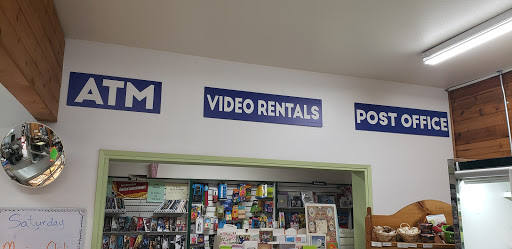 ATM
VIDEO RENTALS
POST OFFICE
Saturday